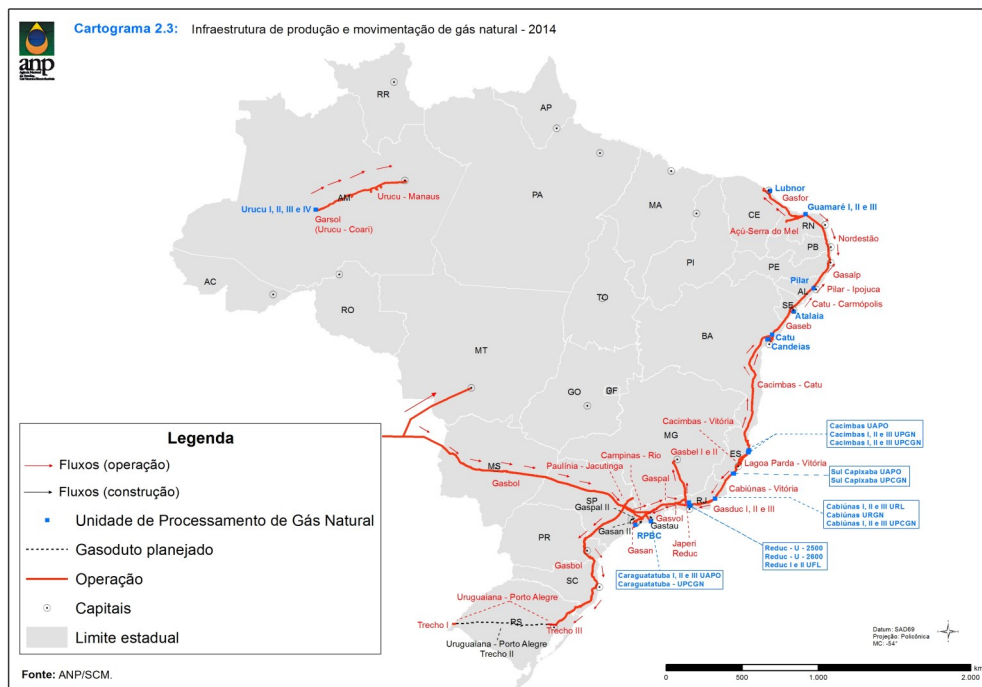 Cartograma 2.3: Infraestrutura de produção e movimentação de gás natural - 2014
anp
RR
AP
AM
Urucu - Manaus
Urucu I, II, III e IV
Garsol
(Urucu - Coari)
PA
MA
CE
Lubnor
Gasfor
Guamaré I, II e III
Açú-Serra do Mel
RN
Nordestão
PB
PI
PE
Gasalp
Pilar
AL
Pilar - Ipojuca
SE
Catu - Carmópolis
Atalaia
Gaseb
Catu
Candeias
AC
RO
TO
BA
MT
GO
DF
Cacimbas - Catu
MG
Cacimbas - Vitória
ES
Cacimbas UAPO
Cacimbas I, II e III UPGN
Cacimbas I, II e III UPCGN
Lagoa Parda - Vitória
Sul Capixaba UAPO
Sul Capixaba UPCGN
Cabiúnas - Vitória
Cabiúnas I, II e III URL
Cabiúnas URGN
Cabiúnas I, II e III UPCGN
Gasbel I e II
Campinas - Rio
Paulínia - Jacutinga
Gaspal
MS
Gasbol
SP
Gaspal II
RJ
Gasduc I, II e III
Gasvol
Gastau
Gasan II
RPBC
Gasan
Japeri
Reduc
Reduc - U - 2500
Reduc - U - 2600
Reduc I e II UFL
Caraguatatuba I, II e III UAPO
Caraguatatuba - UPCGN
PR
Gasbol
SC
Uruguaiana - Porto Alegre
RS
Trecho I
Trecho III
Uruguaiana - Porto Alegre
Trecho II
Legenda
Fluxos (operação)
Fluxos (construção)
Unidade de Processamento de Gás Natural
Gasoduto planejado
Operação
Capitais
Limite estadual
Fonte: ANP/SCM.
Datum: SAD69
Projeção: Policônica
MC: -54°
km
0 500 1.000 2.000